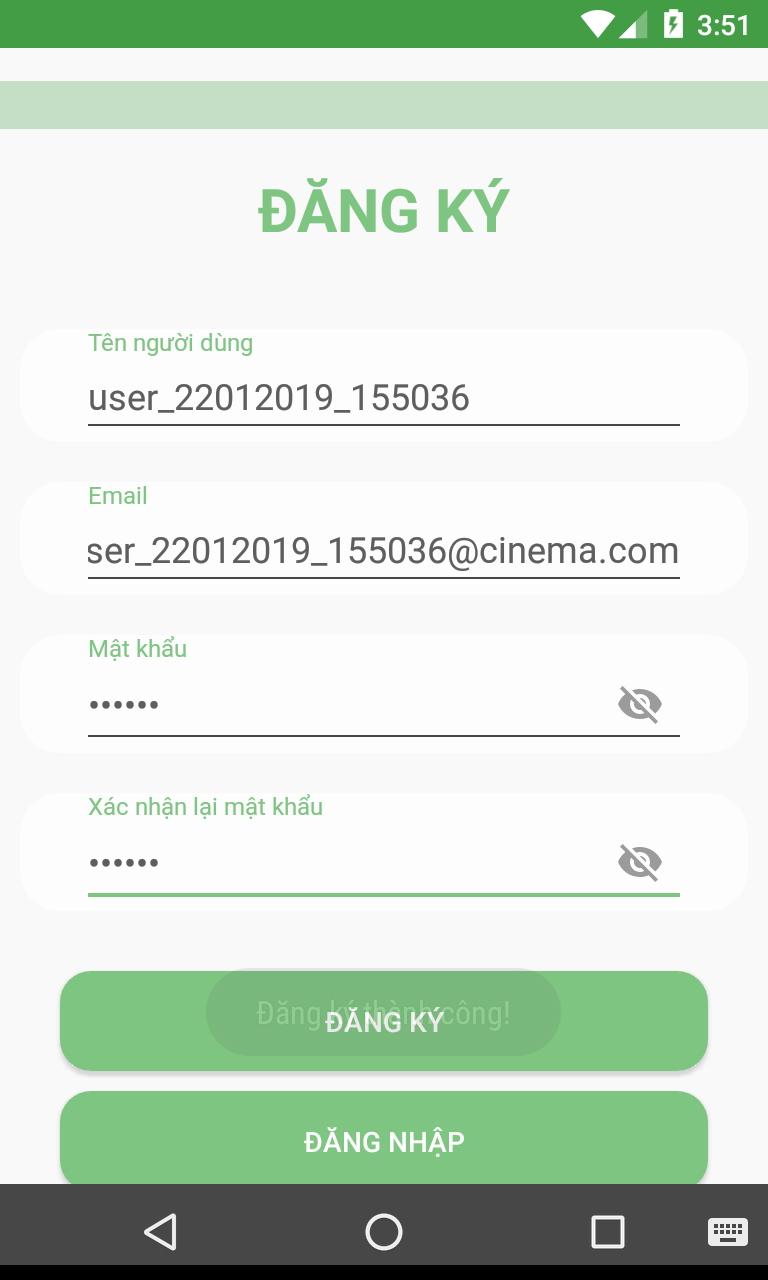 3:51
ĐĂNG KÝ
Tên người dùng
user_22012019_155036
Email
ser_22012019_155036@cinema.com
Mật khẩu
••••••
Xác nhận lại mật khẩu
••••••
Đăng ký thành công!
ĐĂNG KÝ
ĐĂNG NHẬP